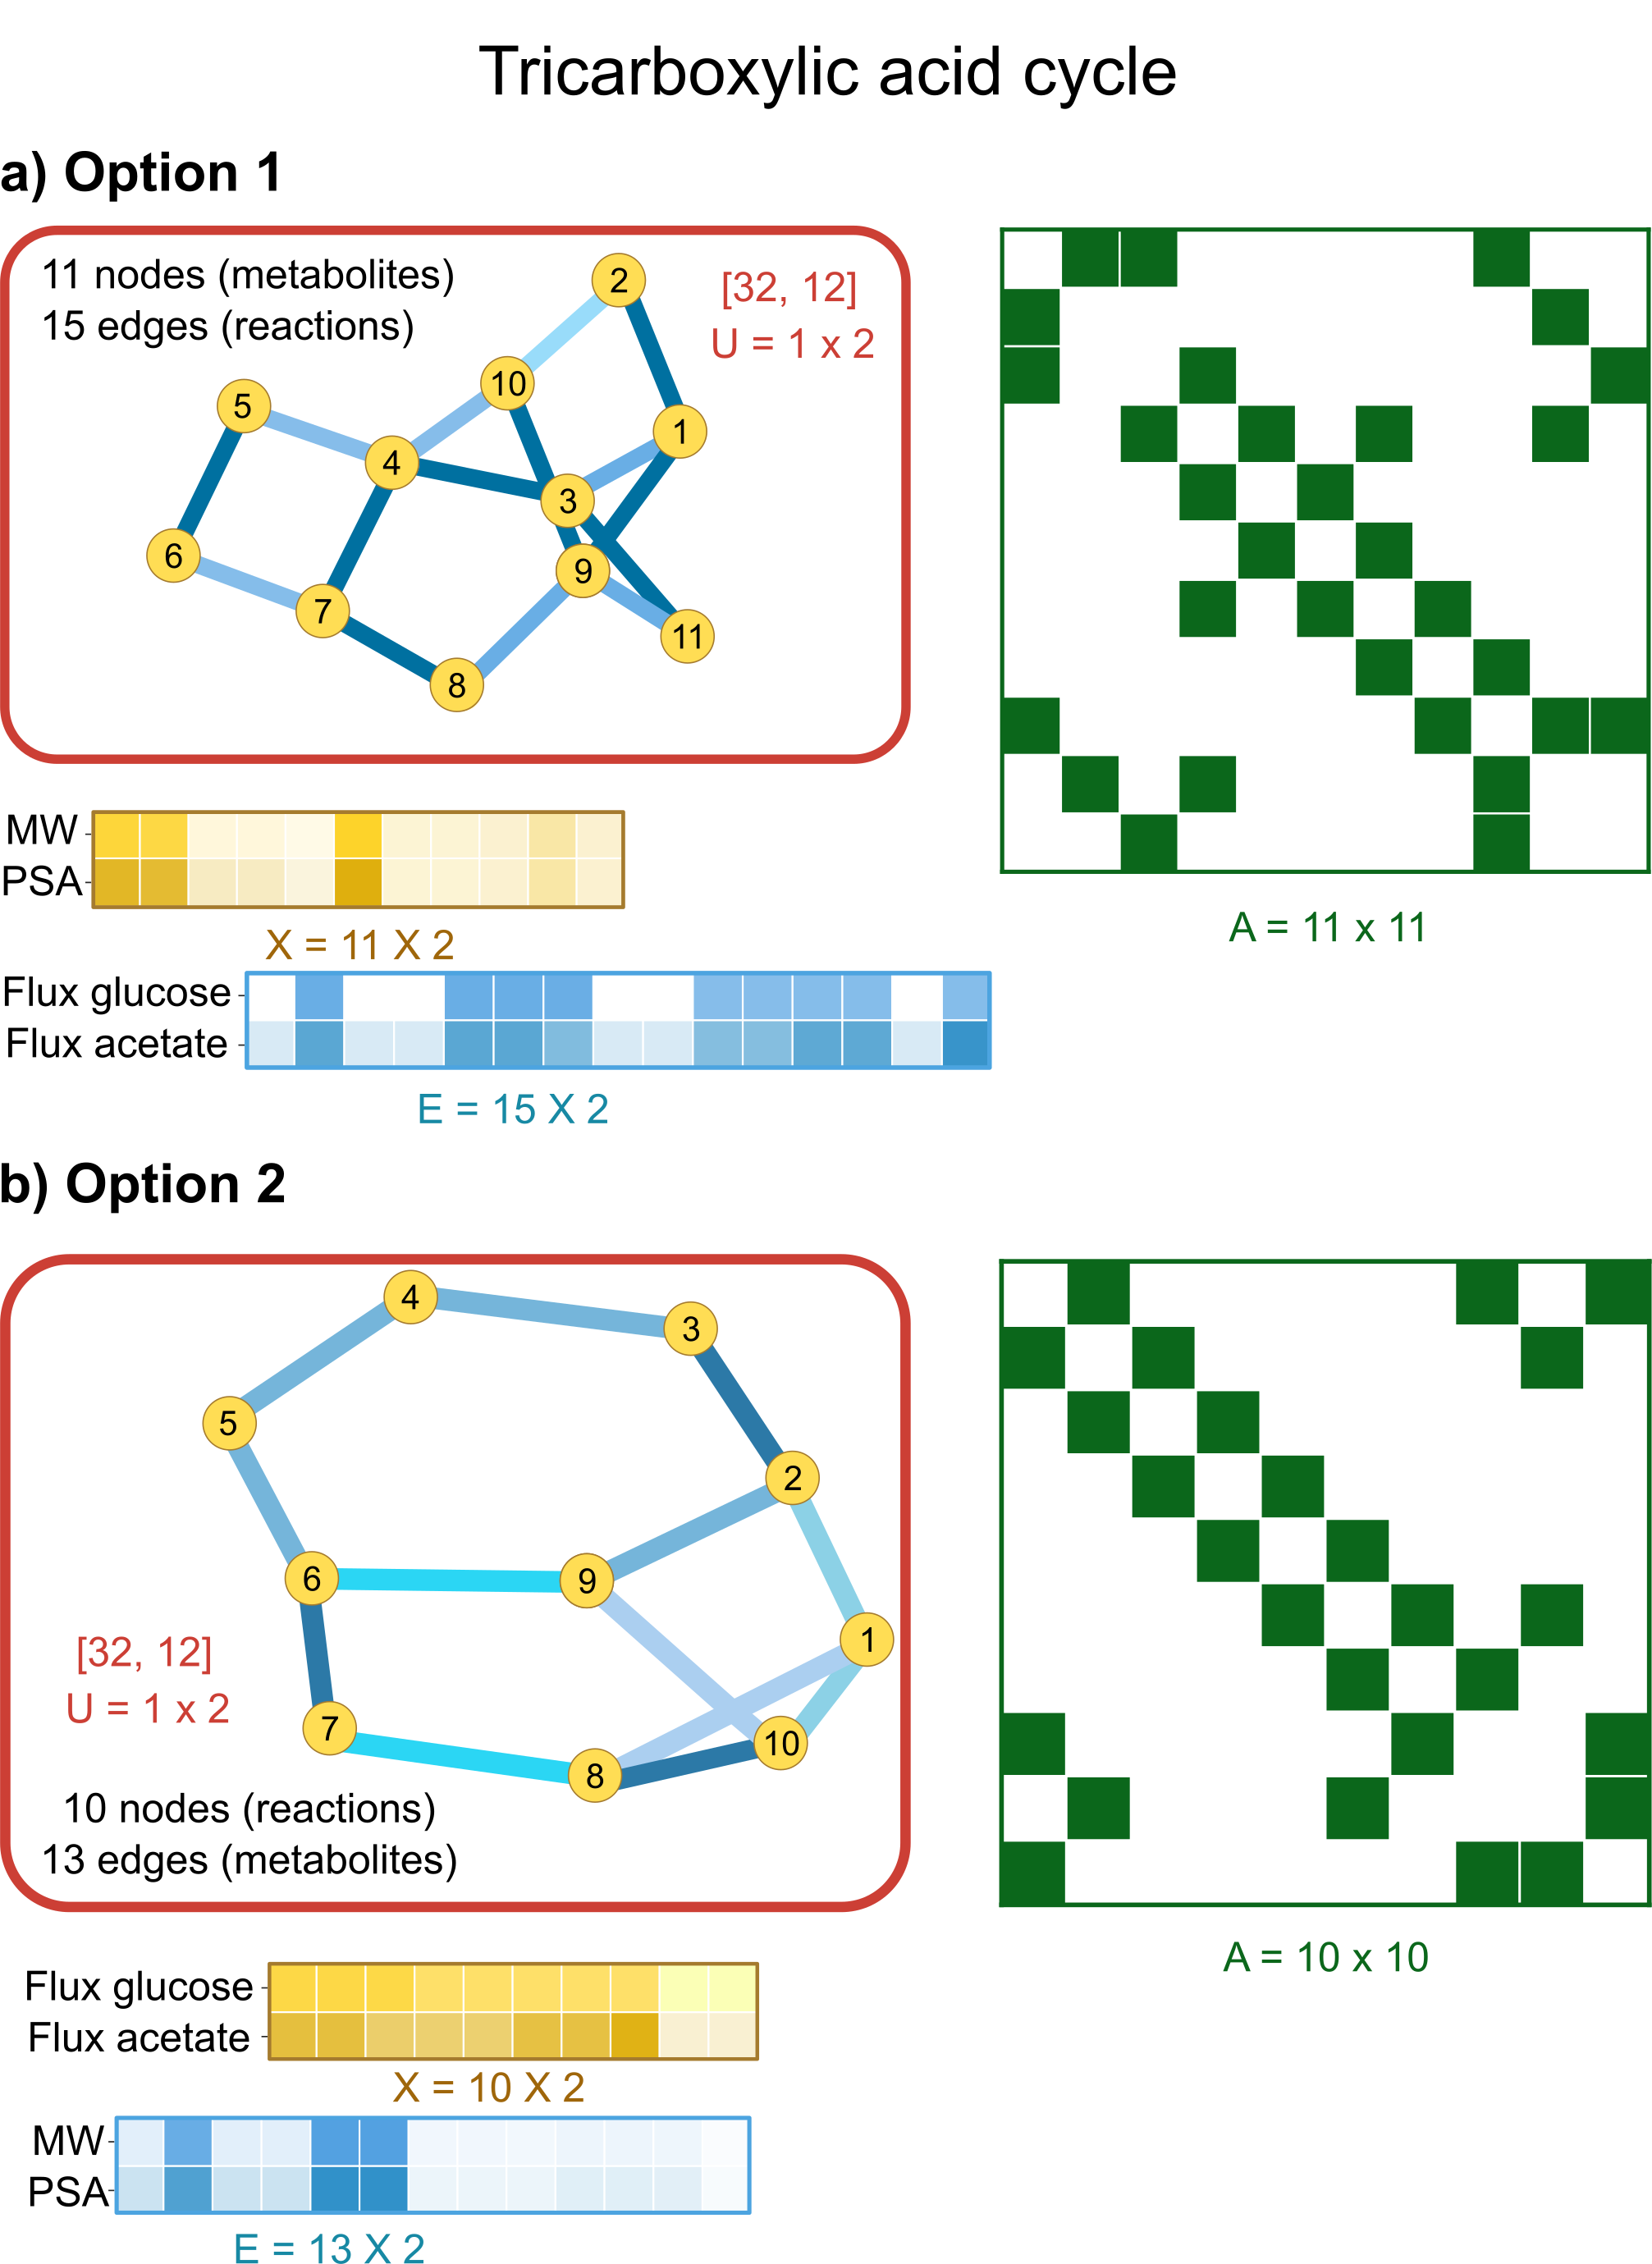 Tricarboxylic acid cycle
a) Option 1
11 nodes (metabolites)
15 edges (reactions)
[32, 12]
U = 1 x 2
2
10
5
1
4
3
6
9
7
11
8
A = 11 x 11
MW
PSA
X = 11 X 2
Flux glucose
Flux acetate
E = 15 X 2
b) Option 2
4
3
5
2
6
9
1
[32, 12]
U = 1 x 2
7
10
8
10 nodes (reactions)
13 edges (metabolites)
A = 10 x 10
Flux glucose
Flux acetate
X = 10 X 2
MW
PSA
E = 13 X 2